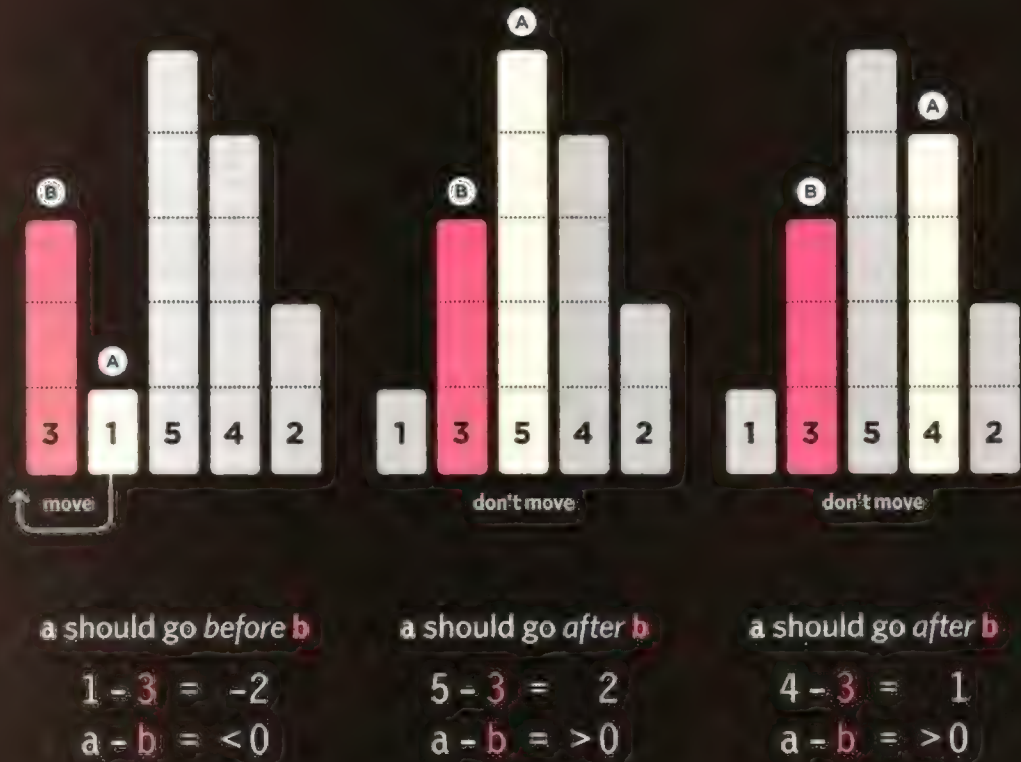 A
A
B
B
B
A
3 1 5 4 2
1 3 5 4 2
1 3 5 4 2
move
don't move
don't move
a should go before b
a should go after b
a should go after b
1 - 3 = -2
5 - 3 = 2
4 - 3 = 1
a - b = < 0
a - b = > 0
a - b = > 0